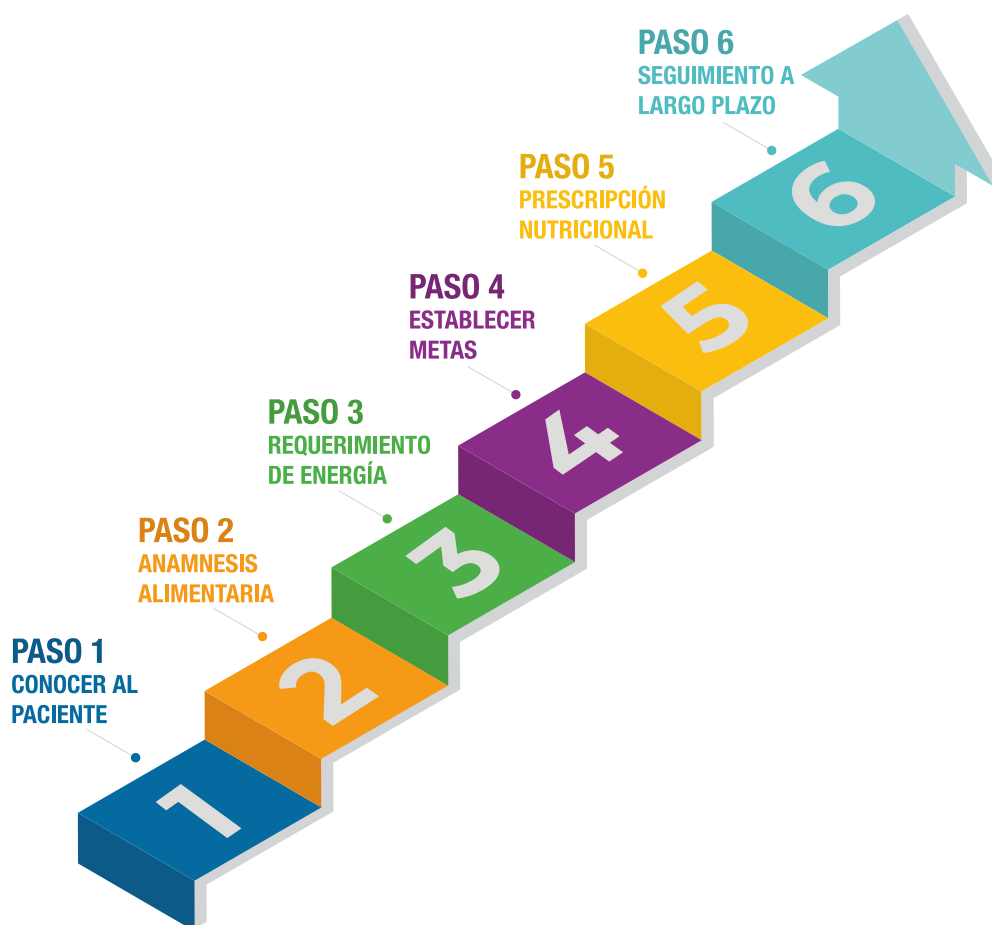 PASO 6
SEGUIMIENTO A
LARGO PLAZO
PASO 5
PRESCRIPCIÓN
NUTRICIONAL
PASO 4
ESTABLECER
METAS
PASO 3
REQUERIMIENTO
DE ENERGÍA
PASO 2
ANAMNESIS
ALIMENTARIA
PASO 1
CONOCER AL
PACIENTE
6
5
4
3
2
1